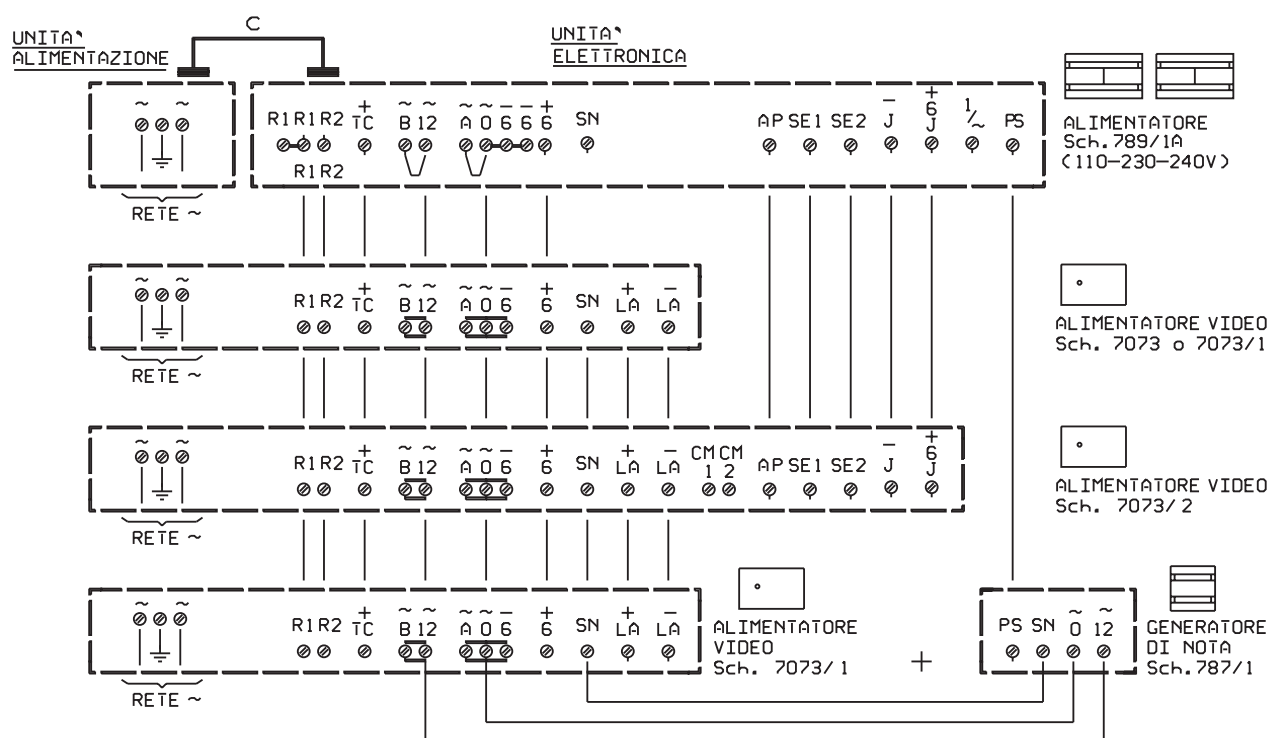 UNITA'
ALIMENTAZIONE
C
UNITA'
ELETTRONICA
~ ~
R1 R1 R2 + TC ~ B ~ 12 ~ A ~ 0 – 6 – 6 + 6 SN AP SE1 SE2 – J + 6 J 1/~ PS
R1 R2
RETE ~
ALIMENTATORE
Sch.789/1A
(110–230–240V)
~ ~
R1 R2 + TC ~ B ~ 12 ~ A ~ 0 – 6 + 6 SN + LA – LA
RETE ~
ALIMENTATORE VIDEO
Sch. 7073 o 7073/1
~ ~
R1 R2 + TC ~ B ~ 12 ~ A ~ 0 – 6 + 6 SN + LA – LA CM 1 CM 2 AP SE1 SE2 – J + 6 J
RETE ~
ALIMENTATORE VIDEO
Sch. 7073/2
~ ~
R1 R2 + TC ~ B ~ 12 ~ A ~ 0 – 6 + 6 SN + LA – LA
RETE ~
ALIMENTATORE
VIDEO
Sch. 7073/1
+
PS SN ~ 0 ~ 12
GENERATORE
DI NOTA
Sch.787/1